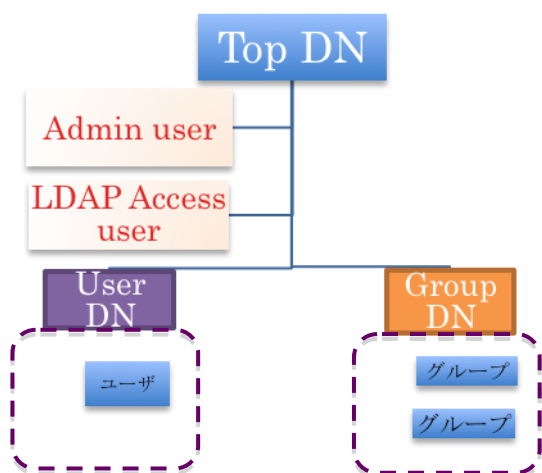 Top DN
Admin user
LDAP Access
user
User
DN
Group
DN
ユーザ
グループ
グループ